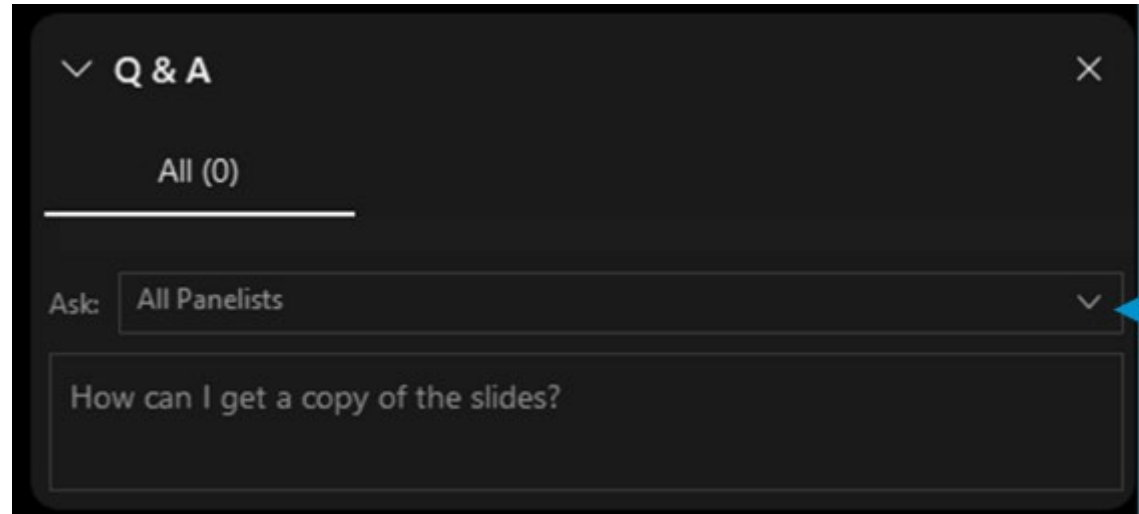 Q & A
All (0)
Ask: All Panelists
How can I get a copy of the slides?